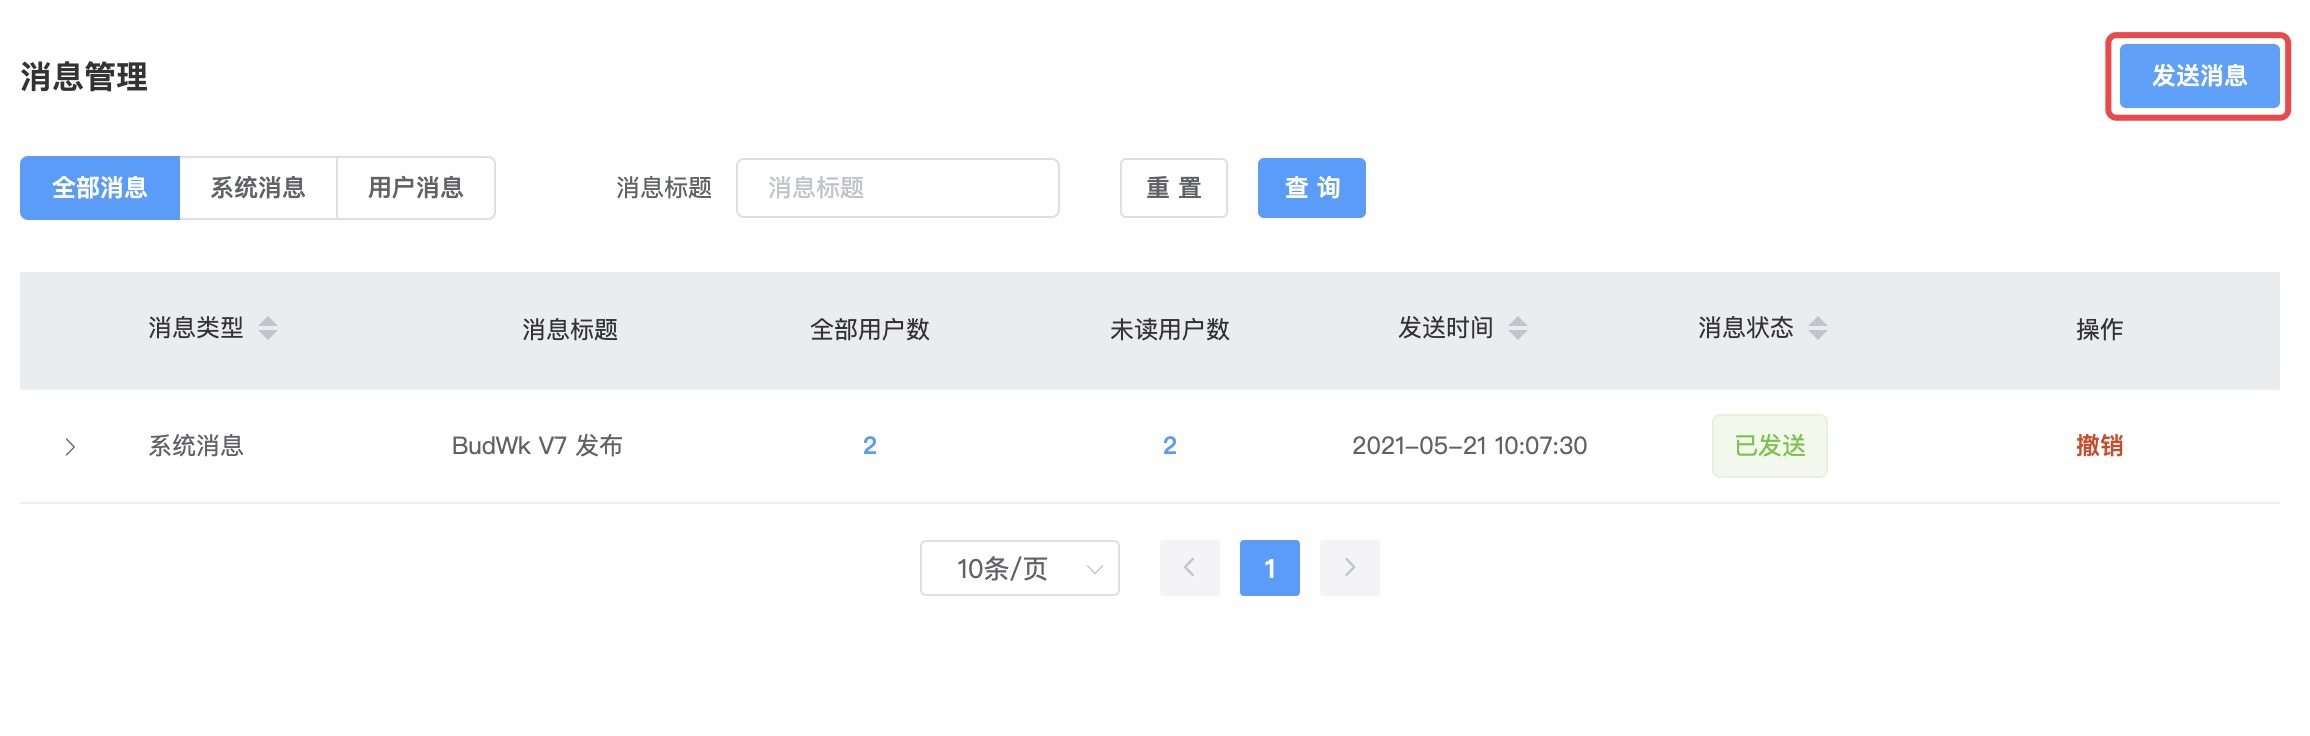 消息管理
发送消息
全部消息 系统消息 用户消息 消息标题 消息标题 重 置 查 询
消息类型 消息标题 全部用户数 未读用户数 发送时间 消息状态 操作
系统消息 BudWk V7 发布 2 2 2021-05-21 10:07:30 已发送 撤销
10条/页 1